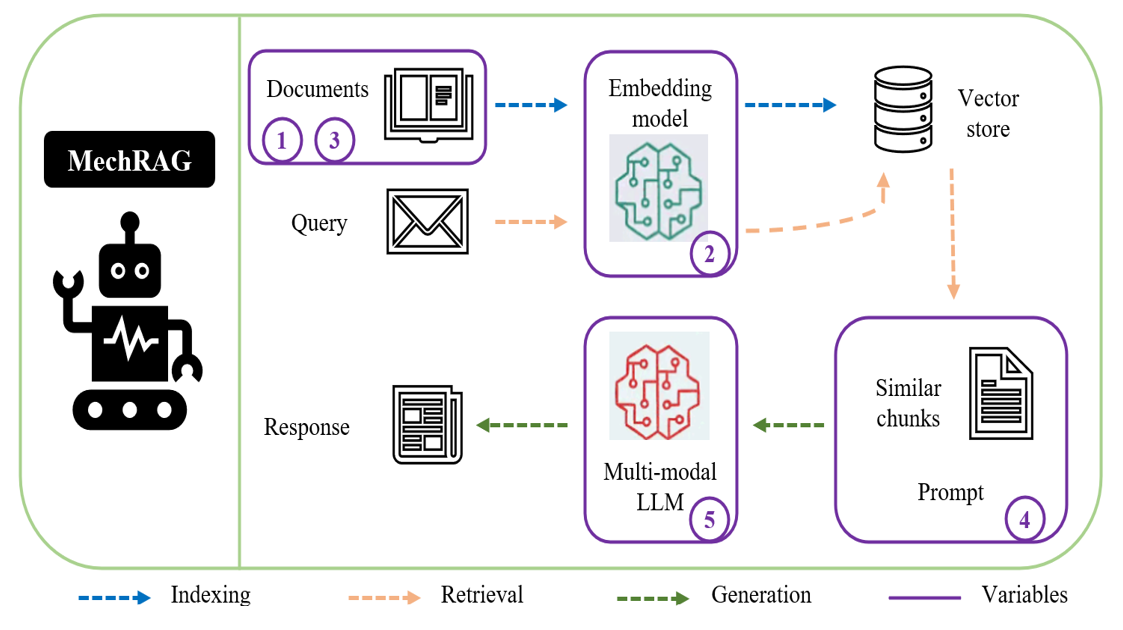 MechRAG
Documents
1
3
Embedding
model
2
Vector
store
Query
Similar
chunks
Prompt
4
Multi-modal
LLM
5
Response
Indexing
Retrieval
Generation
Variables